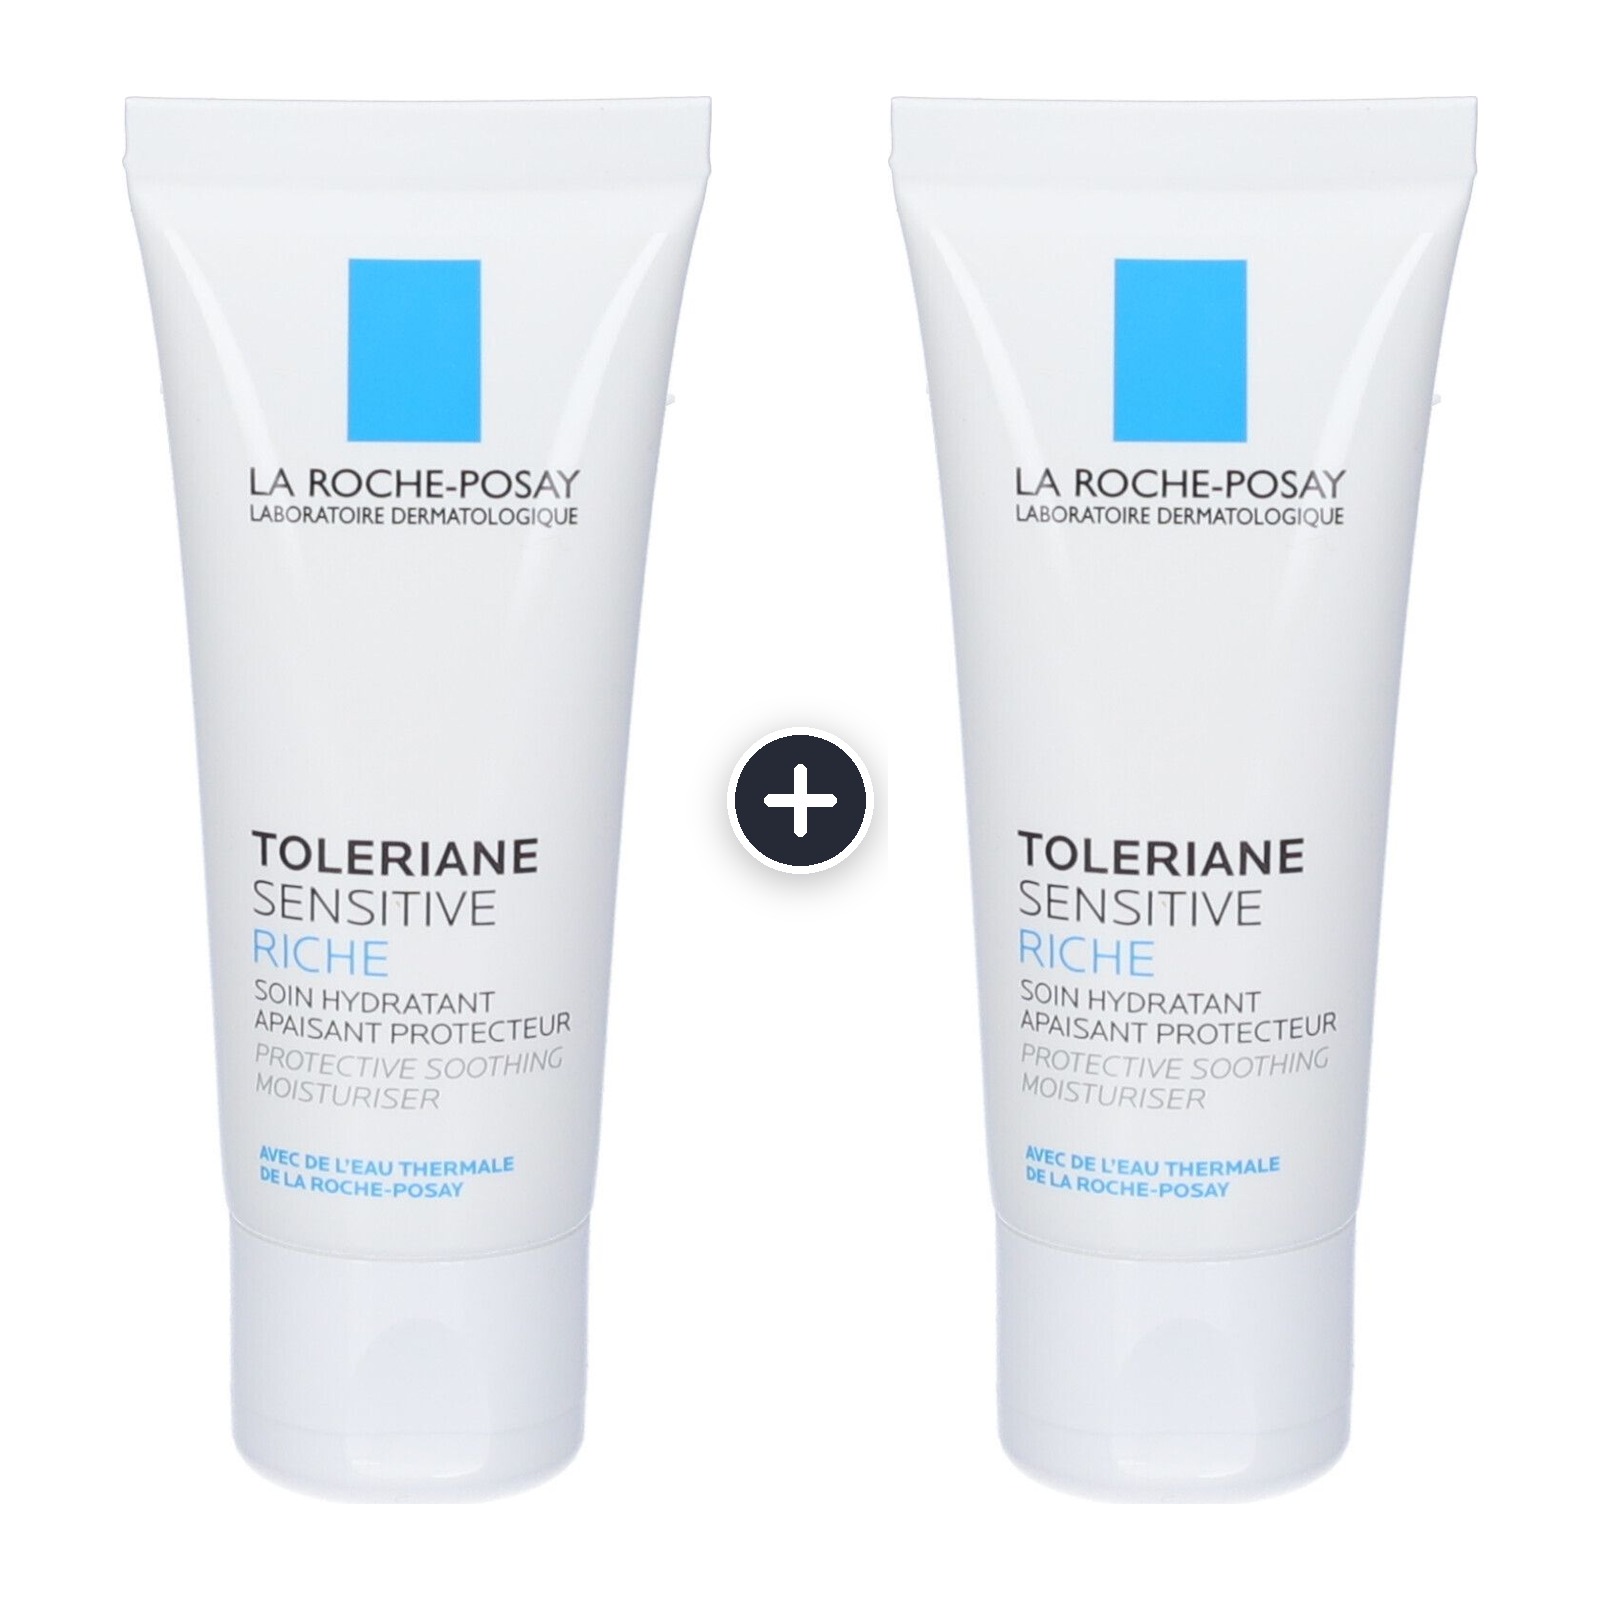 LA ROCHE-POSAY
LABORATOIRE DERMATOLOGIQUE
TOLERIANE
SENSITIVE
RICHE
SOIN HYDRATANT
APAISANT PROTECTEUR
PROTECTIVE SOOTHING
MOISTURISER
AVEC DE L'EAU THERMALE
DE LA ROCHE-POSAY
LA ROCHE-POSAY
LABORATOIRE DERMATOLOGIQUE
TOLERIANE
SENSITIVE
RICHE
SOIN HYDRATANT
APAISANT PROTECTEUR
PROTECTIVE SOOTHING
MOISTURISER
AVEC DE L'EAU THERMALE
DE LA ROCHE-POSAY